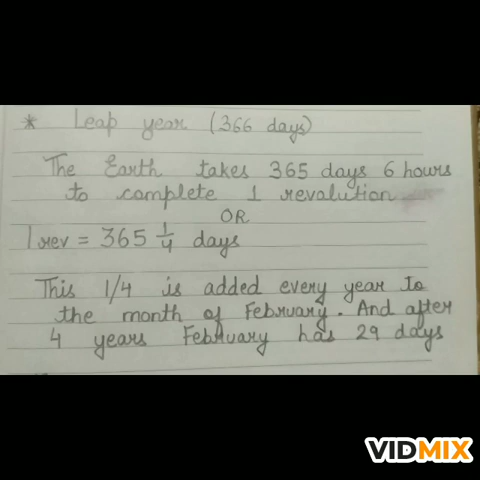 * Leap year (366 days)
The Earth takes 365 days 6 hours
to complete 1 revalution
OR
1 rev = 365 1/4 days
This 1/4 is added every year to
the month of February. And after
4 years February has 29 days
VIDMIX